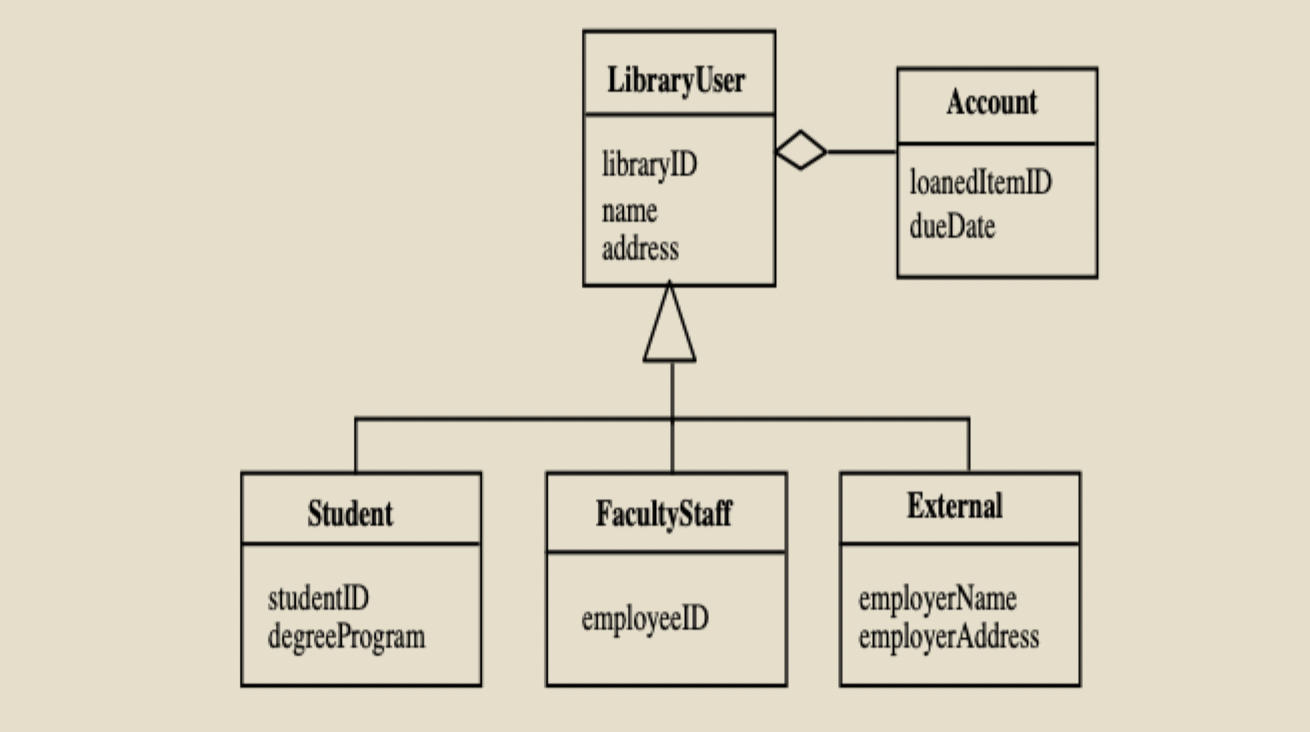 LibraryUser
libraryID
name
address
Account
loanedItemID
dueDate
Student
studentID
degreeProgram
FacultyStaff
employeeID
External
employerName
employerAddress